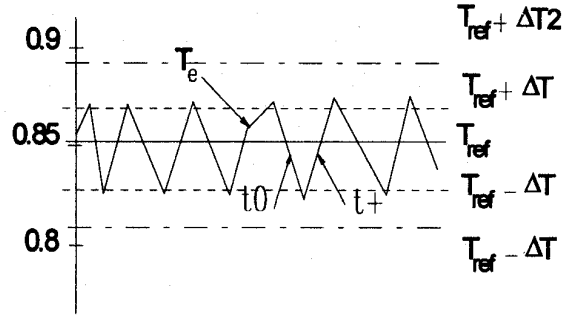 T_ref + ΔT2
0.9
T_e
T_ref + ΔT
0.85
T_ref
t0
t+
T_ref – ΔT
0.8
T_ref – ΔT